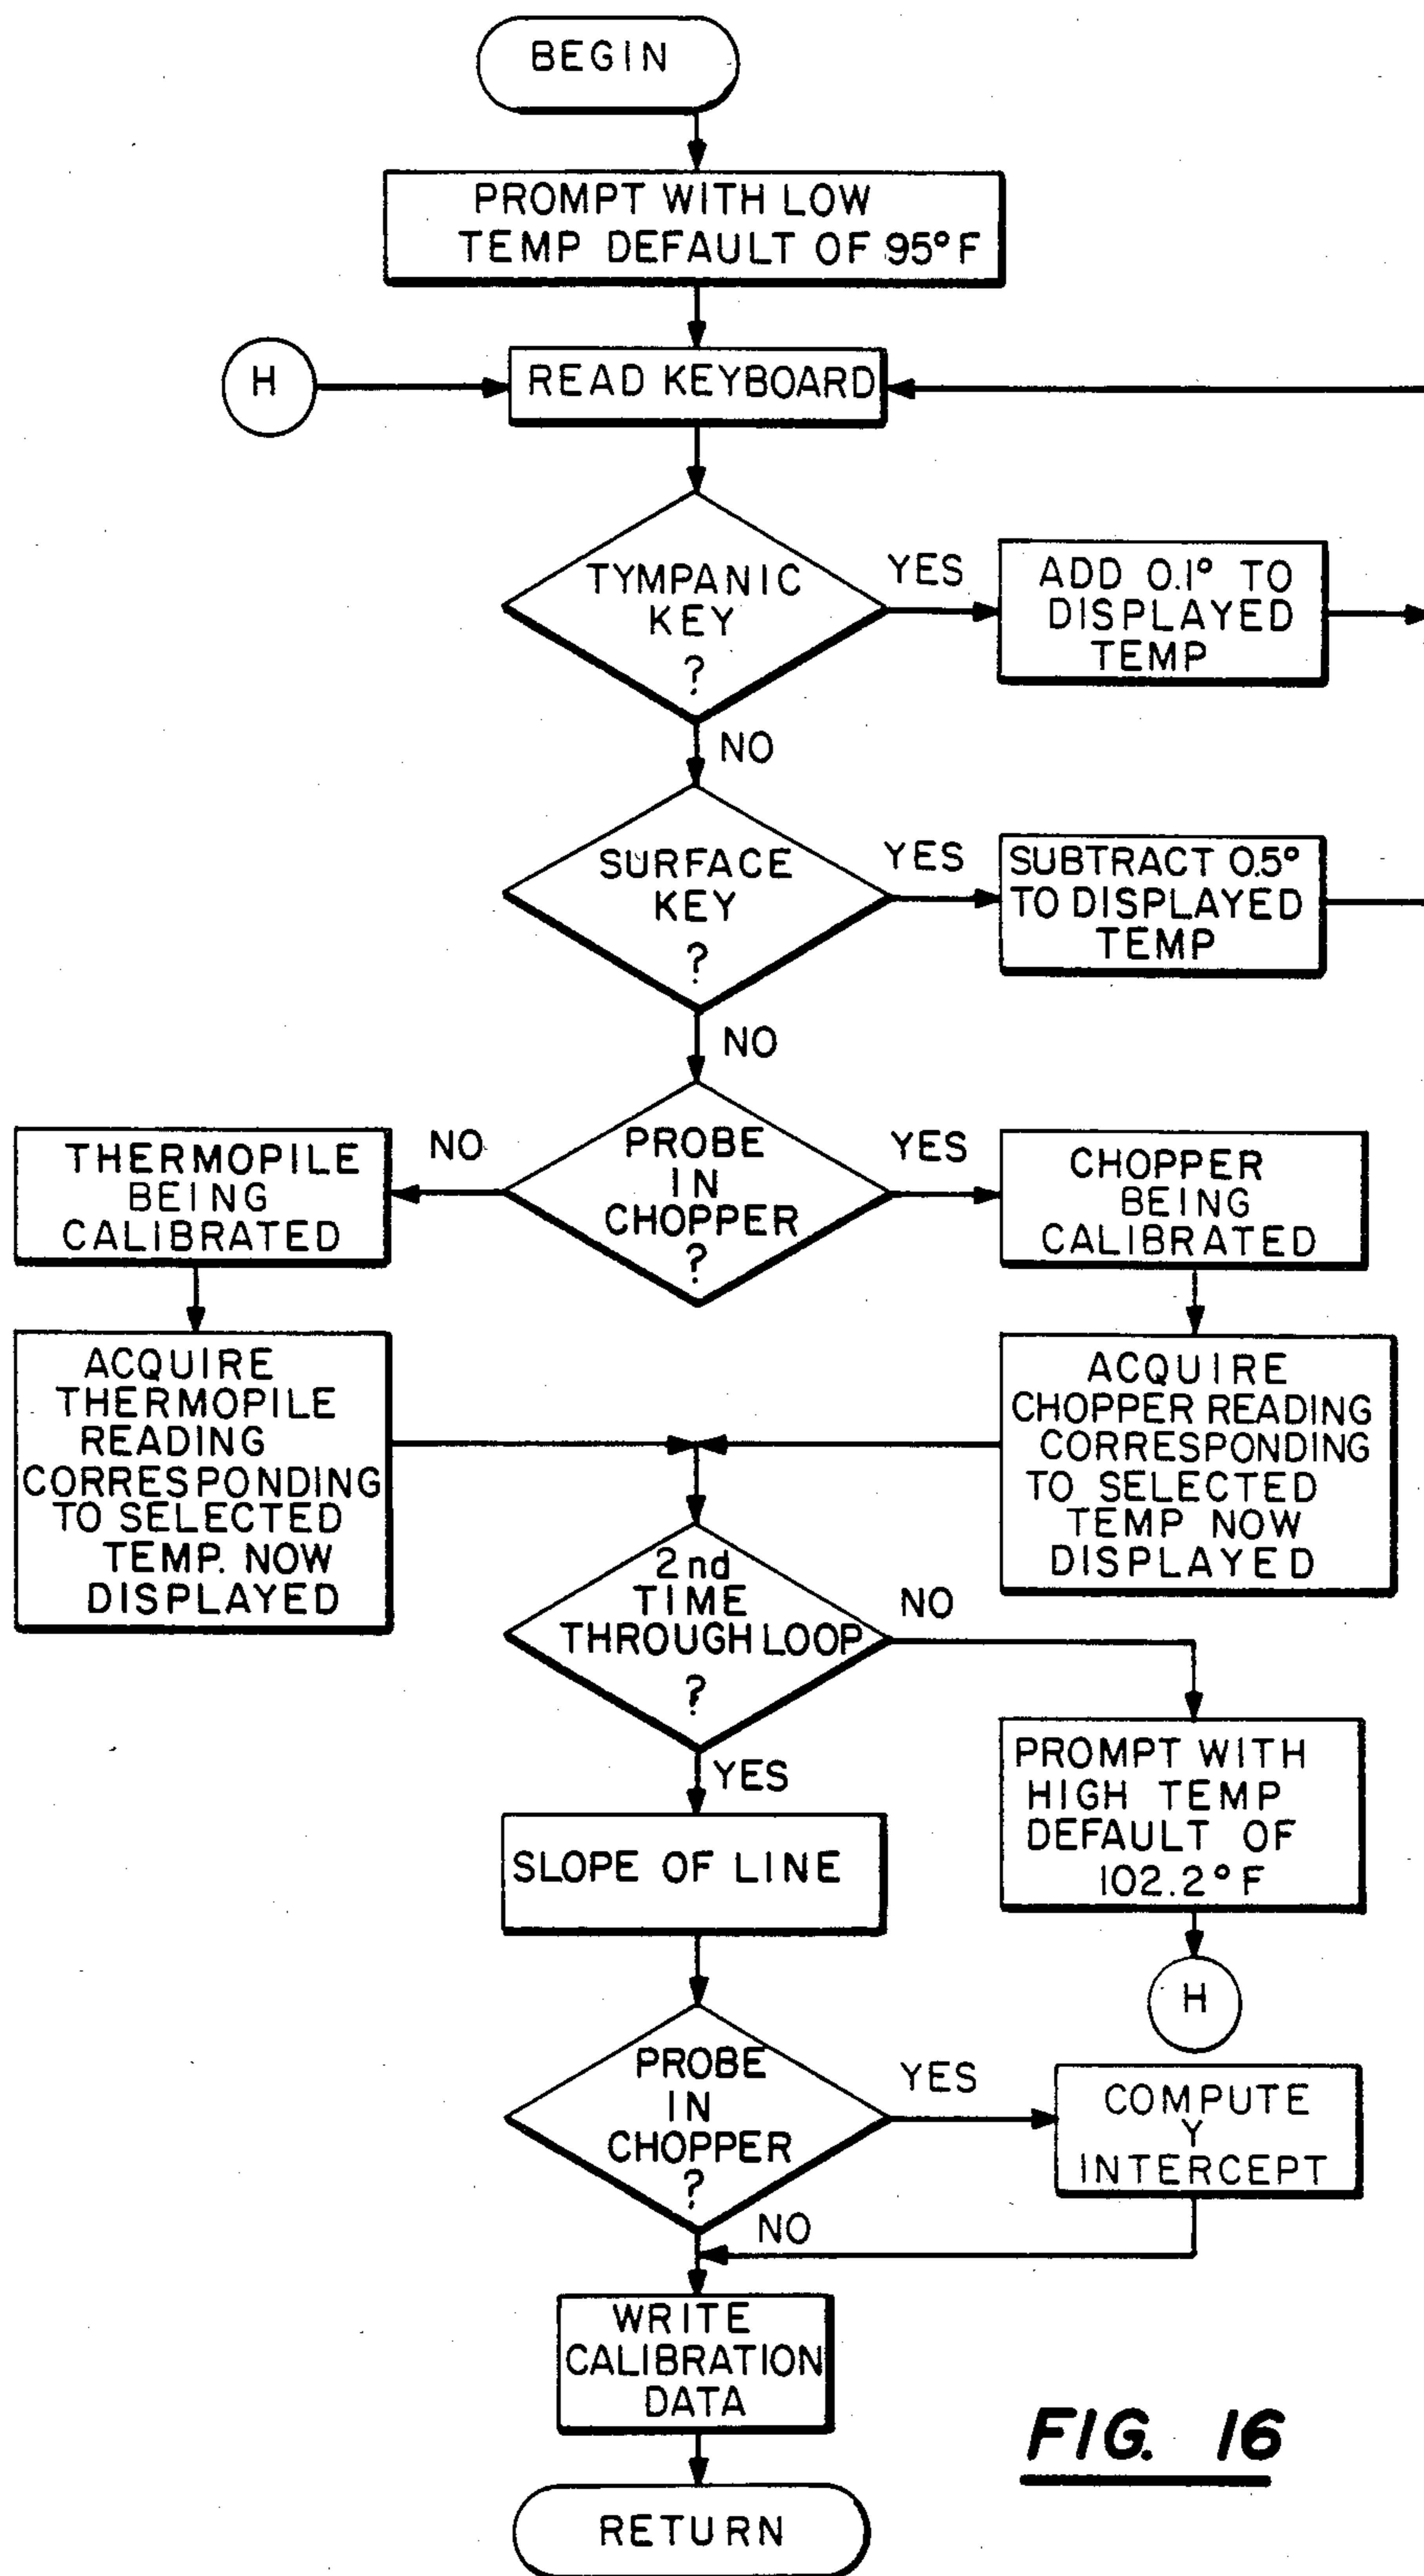 BEGIN
PROMPT WITH LOW
TEMP DEFAULT OF 95°F
H
READ KEYBOARD
TYMPANIC
KEY
?
YES
ADD 0.1° TO
DISPLAYED
TEMP
NO
SURFACE
KEY
?
YES
SUBTRACT 0.5°
TO DISPLAYED
TEMP
NO
PROBE
IN
CHOPPER
?
NO
THERMOPILE
BEING
CALIBRATED
YES
CHOPPER
BEING
CALIBRATED
ACQUIRE
THERMOPILE
READING
CORRESPONDING
TO SELECTED
TEMP. NOW
DISPLAYED
ACQUIRE
CHOPPER READING
CORRESPONDING
TO SELECTED
TEMP NOW
DISPLAYED
2nd
TIME
THROUGH LOOP
?
NO
PROMPT WITH
HIGH TEMP
DEFAULT OF
102.2°F
H
YES
SLOPE OF LINE
PROBE
IN
CHOPPER
?
YES
COMPUTE
Y
INTERCEPT
NO
WRITE
CALIBRATION
DATA
RETURN
FIG. 16